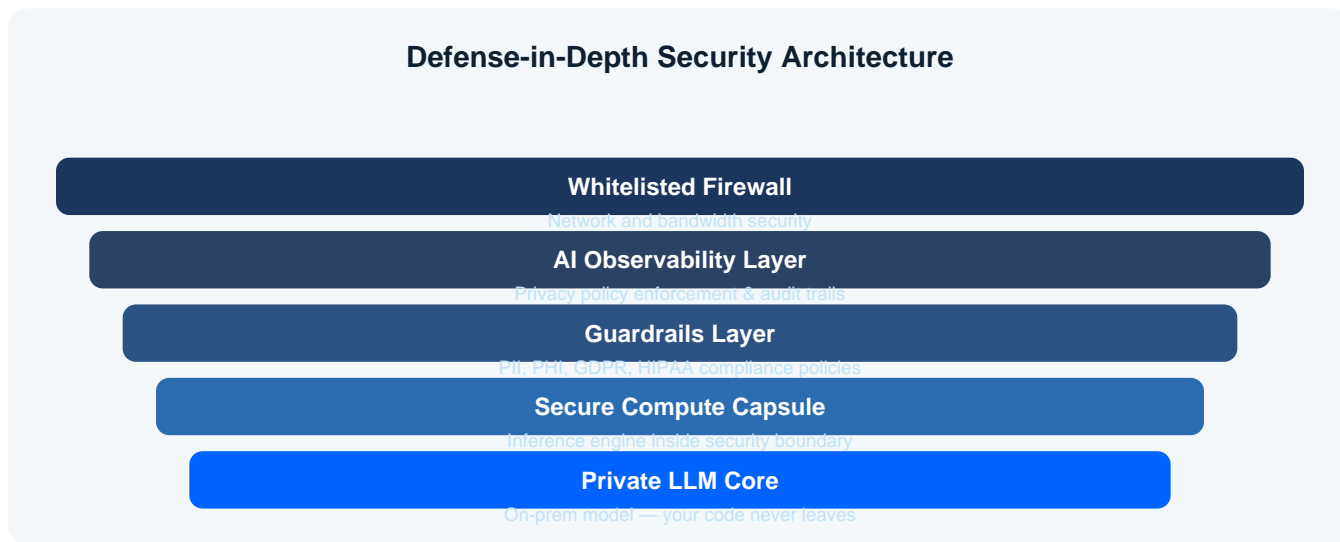 Defense-in-Depth Security Architecture
Whitelisted Firewall
Network and bandwidth security
AI Observability Layer
Privacy policy enforcement & audit trails
Guardrails Layer
PII, PHI, GDPR, HIPAA compliance policies
Secure Compute Capsule
Inference engine inside security boundary
Private LLM Core
On-prem model — your code never leaves